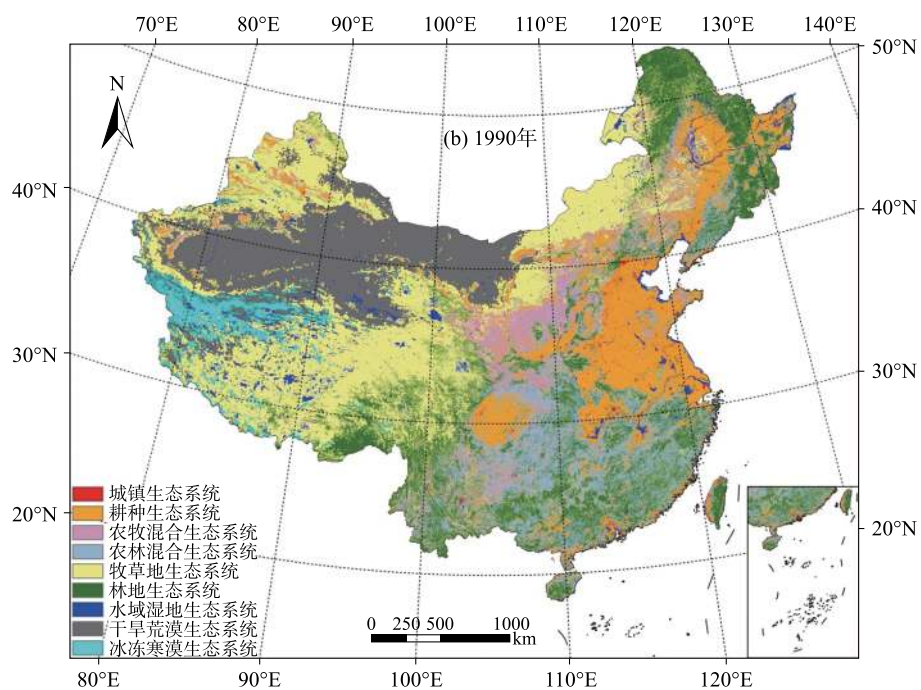 70°E 80°E 90°E 100°E 110°E 120°E 130°E 140°E
50°N
N
(b) 1990年
40°N
40°N
30°N
30°N
20°N
20°N
城镇生态系统
耕种生态系统
农牧混合生态系统
农林混合生态系统
牧草地生态系统
林地生态系统
水域湿地生态系统
干旱荒漠生态系统
冰冻寒漠生态系统
0 250 500 1000
km
80°E 90°E 100°E 110°E 120°E